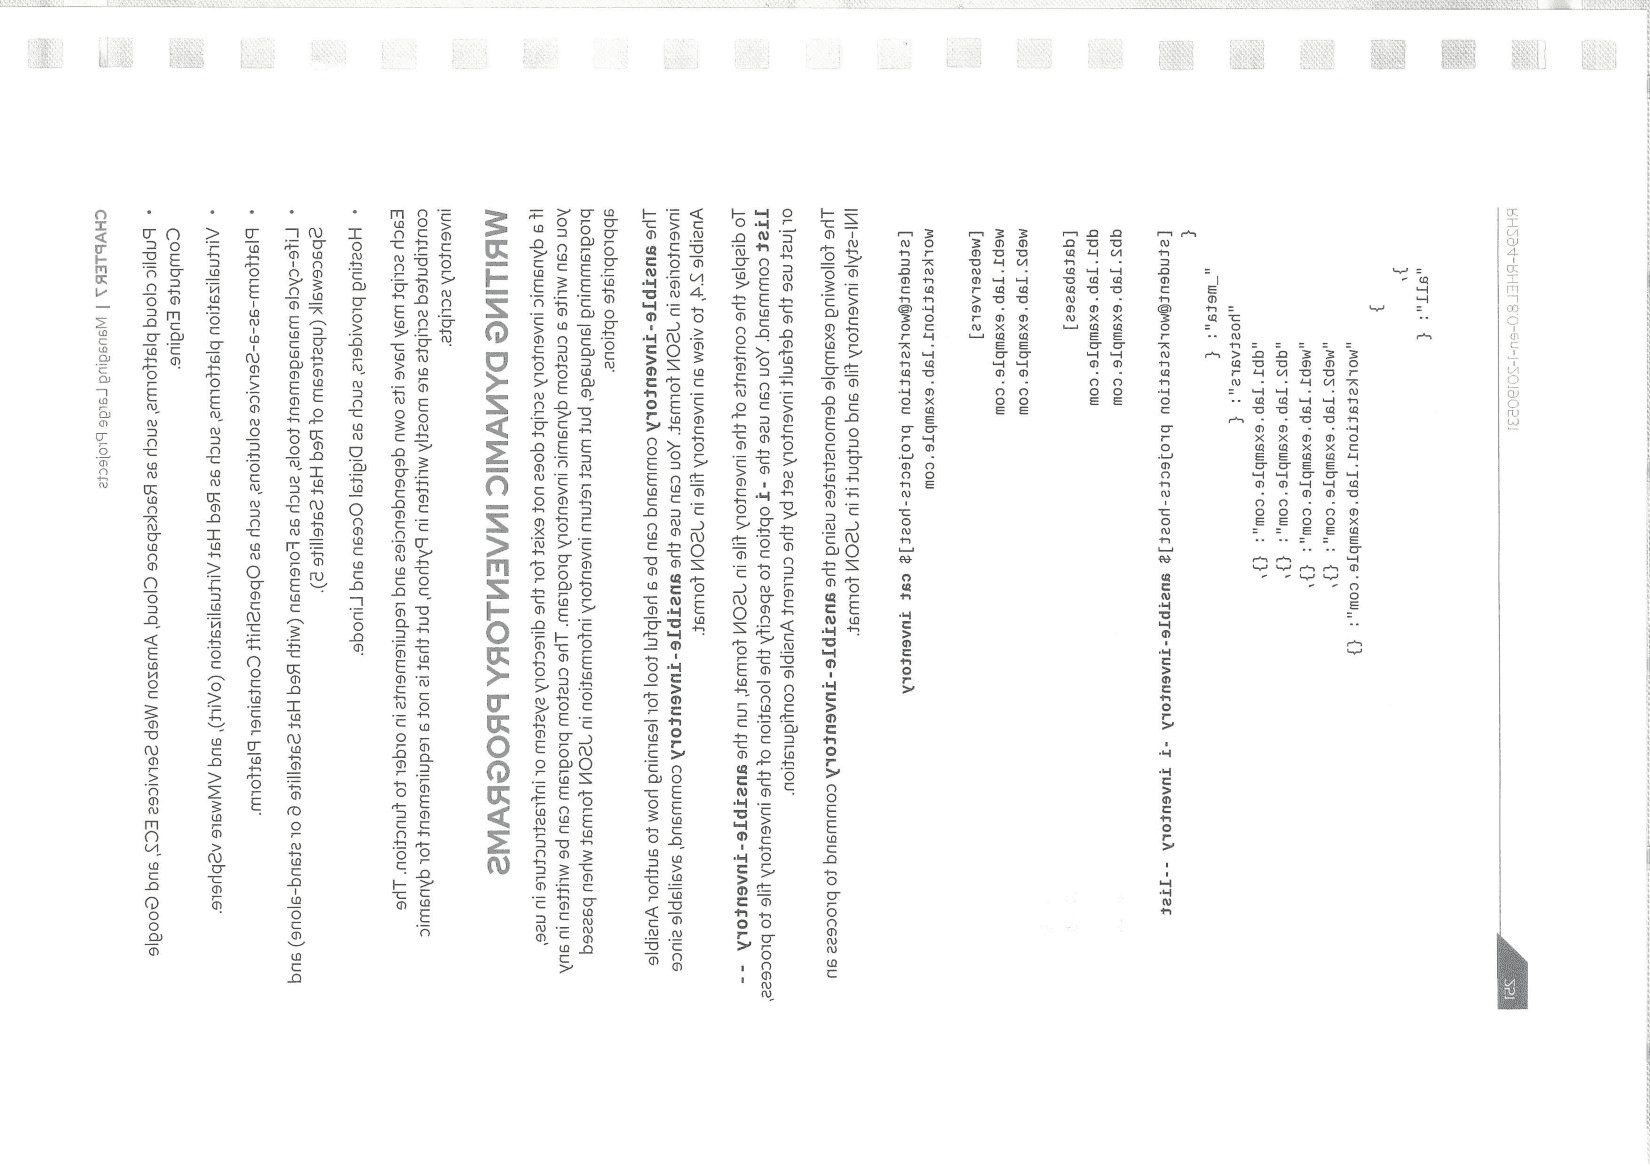 CHAPTER 7 | Managing Large Projects
• Public cloud platforms, such as Rackspace Cloud, Amazon Web Services EC2, and Google
Compute Engine.
• Virtualization platforms, such as Red Hat Virtualization (oVirt), and VMware vSphere.
• Platform-as-a-Service solutions, such as OpenShift Container Platform.
• Life-cycle management tools, such as Foreman (with Red Hat Satellite 6 or stand-alone) and
Spacewalk (upstream of Red Hat Satellite 5).
• Hosting providers, such as Digital Ocean and Linode.
Each script may have its own dependencies and requirements in order to function. The
contributed scripts are mostly written in Python, but that is not a requirement for dynamic
inventory scripts.
WRITING DYNAMIC INVENTORY PROGRAMS
If a dynamic inventory script does not exist for the directory system or infrastructure in use,
you can write a custom dynamic inventory program. The custom program can be written in any
programming language, but must return inventory information in JSON format when passed
appropriate options.
The ansible-inventory command can be a helpful tool for learning how to author Ansible
inventories in JSON format. You can use the ansible-inventory command, available since
Ansible 2.4, to view an inventory file in JSON format.
To display the contents of the inventory file in JSON format, run the ansible-inventory --
list command. You can use the -i option to specify the location of the inventory file to process,
or just use the default inventory set by the current Ansible configuration.
The following example demonstrates using the ansible-inventory command to process an
INI-style inventory file and output it in JSON format.
[student@workstation projects-host]$ cat inventory
workstation1.lab.example.com
[webservers]
web1.lab.example.com
web2.lab.example.com
[databases]
db1.lab.example.com
db2.lab.example.com
[student@workstation projects-host]$ ansible-inventory -i inventory --list
{
"_meta": {
"hostvars": {
"db1.lab.example.com": {},
"db2.lab.example.com": {},
"web1.lab.example.com": {},
"web2.lab.example.com": {},
"workstation1.lab.example.com": {}
}
},
"all": {
RH294-RHEL8.0-en-1-20190531
251